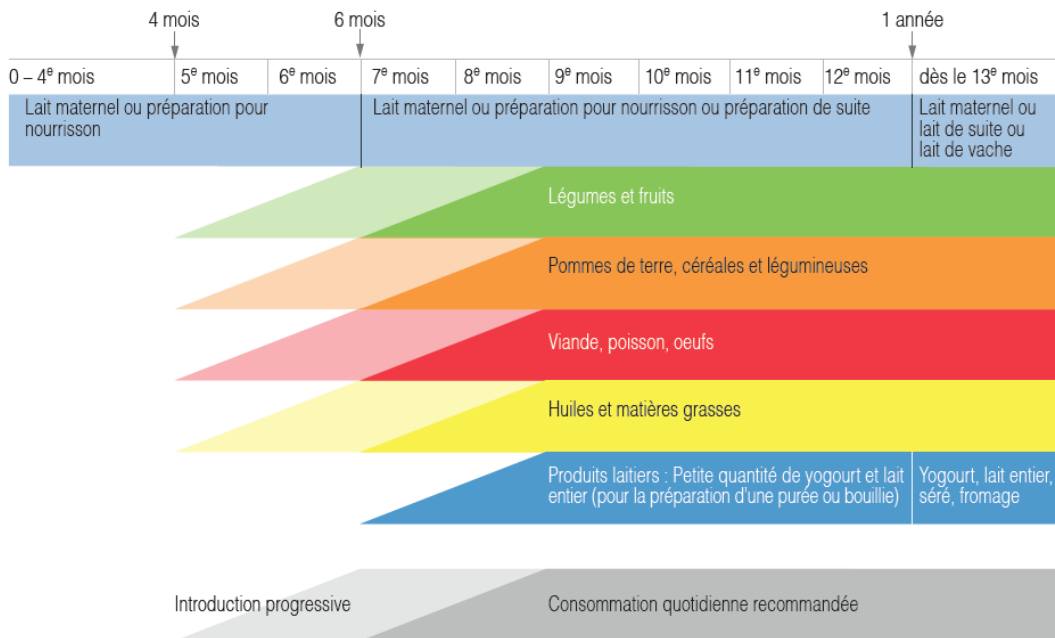 4 mois
6 mois
1 année
0 – 4e mois
5e mois
6e mois
7e mois
8e mois
9e mois
10e mois
11e mois
12e mois
dès le 13e mois
Lait maternel ou préparation pour
nourrisson
Lait maternel ou préparation pour nourrisson ou préparation de suite
Lait maternel ou
lait de suite ou
lait de vache
Légumes et fruits
Pommes de terre, céréales et légumineuses
Viande, poisson, oeufs
Huiles et matières grasses
Produits laitiers : Petite quantité de yogourt et lait
entier (pour la préparation d'une purée ou bouillie)
Yogourt, lait entier,
séré, fromage
Introduction progressive
Consommation quotidienne recommandée